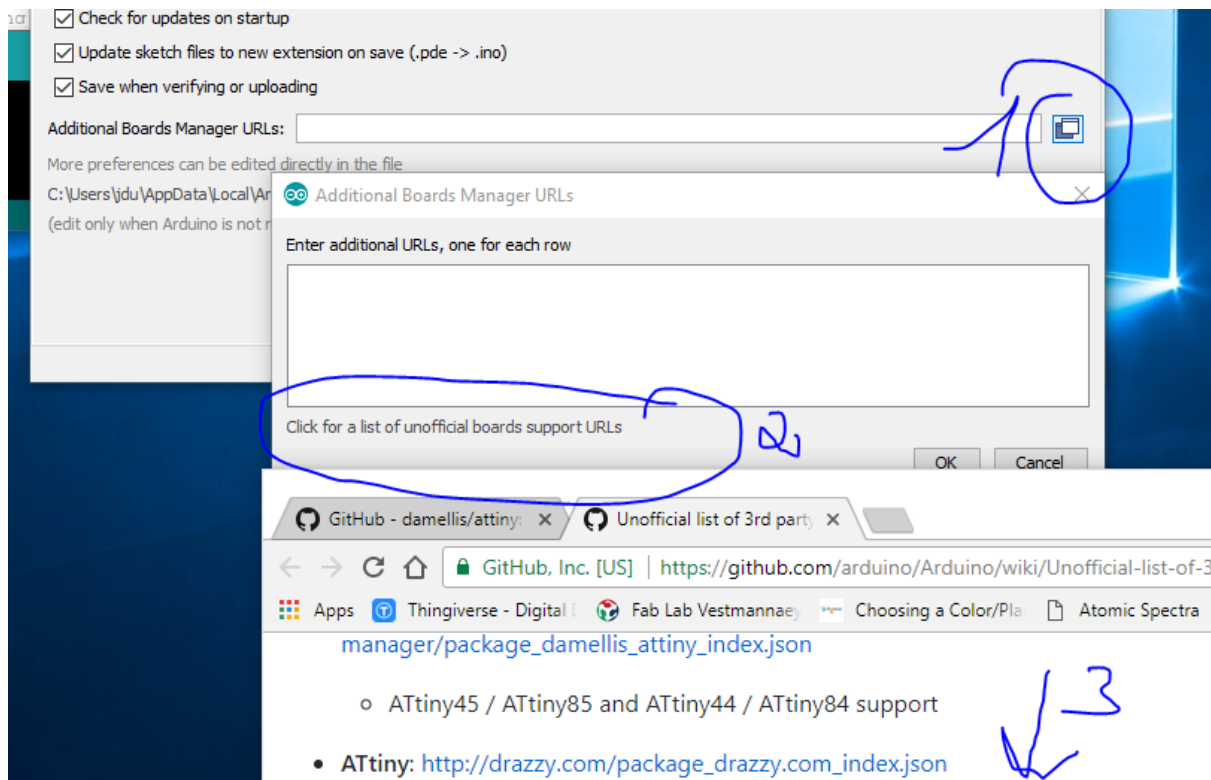 Check for updates on startup
Update sketch files to new extension on save (.pde -> .ino)
Save when verifying or uploading
1
Additional Boards Manager URLs:
More preferences can be edited directly in the file
C:\Users\jdu\AppData\Local\Ar
(edit only when Arduino is not r
Additional Boards Manager URLs
Enter additional URLs, one for each row
Click for a list of unofficial boards support URLs
2
OK Cancel
GitHub - damellis/attiny: Unofficial list of 3rd party
GitHub, Inc. [US] https://github.com/arduino/Arduino/wiki/Unofficial-list-of-3
Apps Thingiverse - Digital Fab Lab Vestmannaey Choosing a Color/Pla Atomic Spectra
manager/package_damellis_attiny_index.json
ATtiny45 / ATtiny85 and ATtiny44 / ATtiny84 support
3
ATtiny: http://drazzy.com/package_drazzy.com_index.json